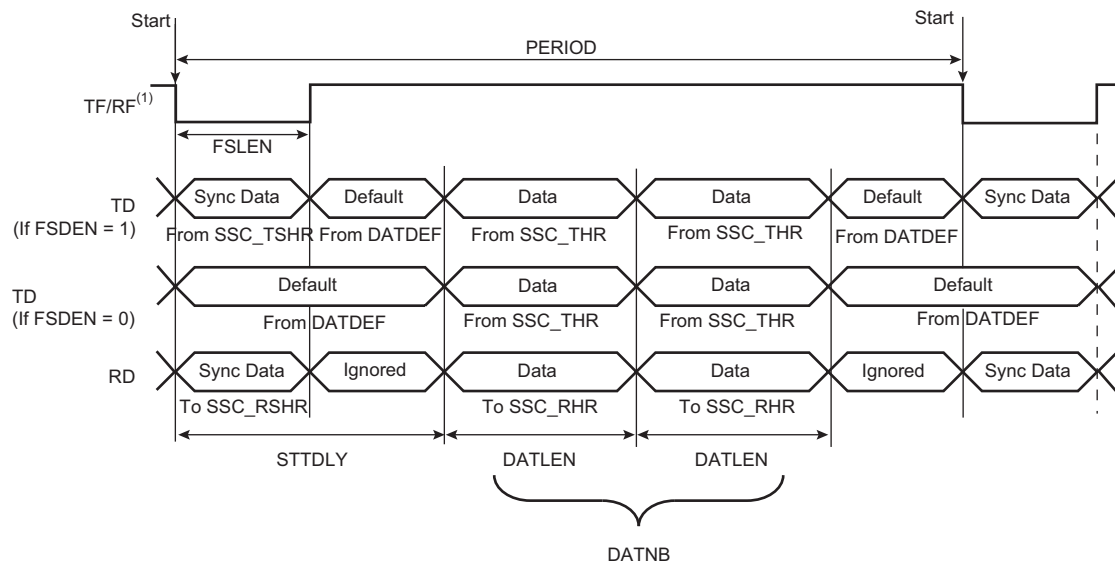 Start
Start
PERIOD
TF/RF(1)
FSLEN
TD
(If FSDEN = 1)
Sync Data
Default
Data
Data
Default
Sync Data
From SSC_TSHR
From DATDEF
From SSC_THR
From SSC_THR
From DATDEF
TD
(If FSDEN = 0)
Default
Data
Data
Default
From DATDEF
From SSC_THR
From SSC_THR
From DATDEF
RD
Sync Data
Ignored
Data
Data
Ignored
Sync Data
To SSC_RSHR
To SSC_RHR
To SSC_RHR
STTDLY
DATLEN
DATLEN
DATNB